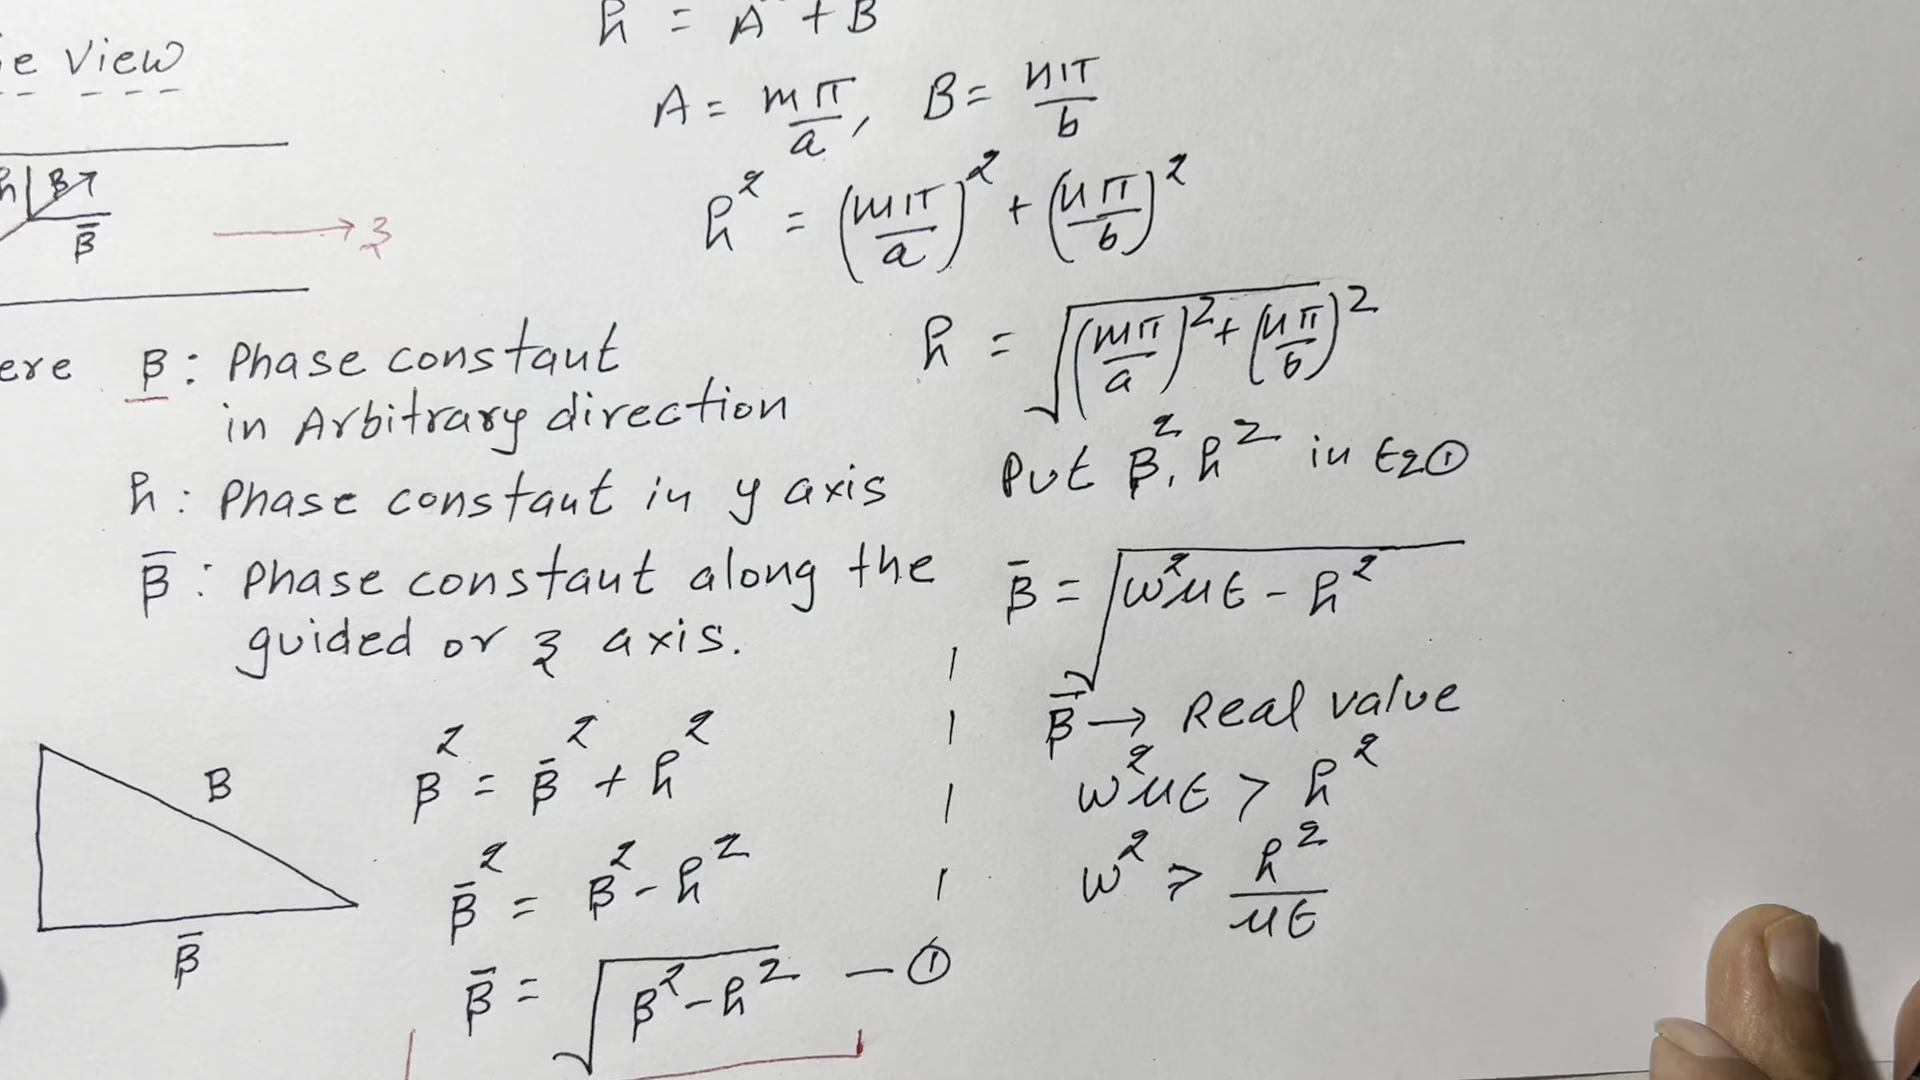 e View
h β
β̄
→ z
ere β : Phase constant
in Arbitrary direction
h : Phase constant in y axis
β̄ : Phase constant along the
guided or z axis.
β² = β̄² + h²
β̄² = β² - h²
β̄ = √(β² - h²) — ①
β
β̄
h = A + B
A = mπ/a , B = nπ/b
h² = (mπ/a)² + (nπ/b)²
h = √((mπ/a)² + (nπ/b)²)
Put β², h² in Eq①
β̄ = √(ω²με - h²)
β̄ → Real value
ω²με > h²
ω² > h²/με